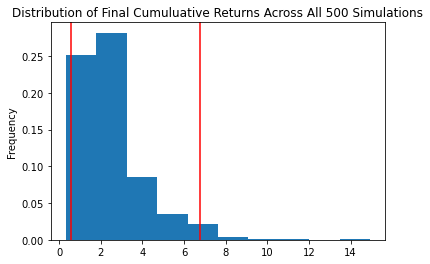 Distribution of Final Cumuluative Returns Across All 500 Simulations
Frequency
0.25
0.20
0.15
0.10
0.05
0.00
0 2 4 6 8 10 12 14